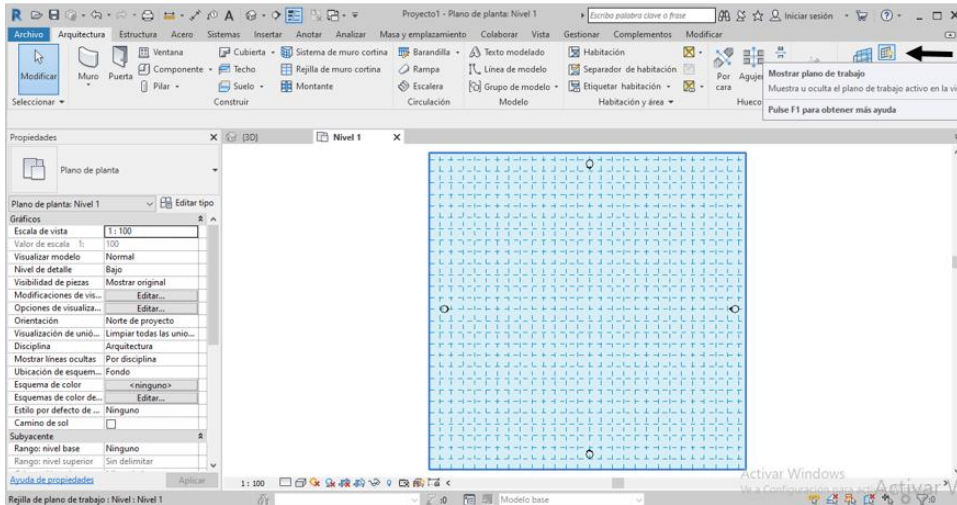 Proyecto1 - Plano de planta: Nivel 1
Escriba palabra clave o frase
Iniciar sesión
Archivo Arquitectura Estructura Acero Sistemas Insertar Anotar Analizar Masa y emplazamiento Colaborar Vista Gestionar Complementos Modificar
Modificar
Muro
Puerta
Ventana
Componente
Pilar
Cubierta
Techo
Suelo
Sistema de muro cortina
Rejilla de muro cortina
Montante
Barandilla
Rampa
Escalera
Texto modelado
Línea de modelo
Grupo de modelo
Habitación
Separador de habitación
Etiquetar habitación
Por cara
Agujer
Mostrar plano de trabajo
Muestra u oculta el plano de trabajo activo en la vi
Pulse F1 para obtener más ayuda
Seleccionar Construir Circulación Modelo Habitación y área Hueco
Propiedades
{3D}
Nivel 1
Plano de planta
Plano de planta: Nivel 1 Editar tipo
Gráficos
Escala de vista 1 : 100
Valor de escala 1: 100
Visualizar modelo Normal
Nivel de detalle Bajo
Visibilidad de piezas Mostrar original
Modificaciones de vis... Editar...
Opciones de visualiza... Editar...
Orientación Norte de proyecto
Visualización de unió... Limpiar todas las unio...
Disciplina Arquitectura
Mostrar líneas ocultas Por disciplina
Ubicación de esquem... Fondo
Esquema de color <ninguno>
Esquemas de color de... Editar...
Estilo por defecto de ... Ninguno
Camino de sol
Subyacente
Rango: nivel base Ninguno
Rango: nivel superior Sin delimitar
Ayuda de propiedades Aplicar
1 : 100
Activar Windows
Ve a Configuración para
Activar W
Rejilla de plano de trabajo : Nivel : Nivel 1
:0
Modelo base
:0